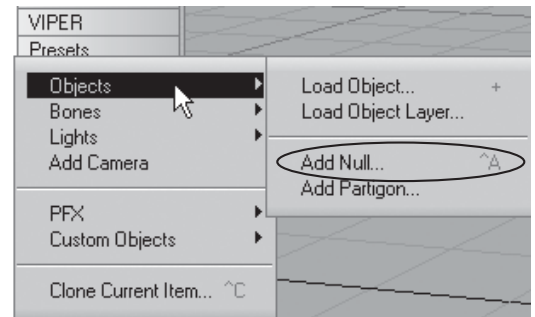 VIPER
Presets
Objects
Bones
Lights
Add Camera
PFX
Custom Objects
Clone Current Item... ^C
Load Object... +
Load Object Layer...
Add Null... ^A
Add Partigon...